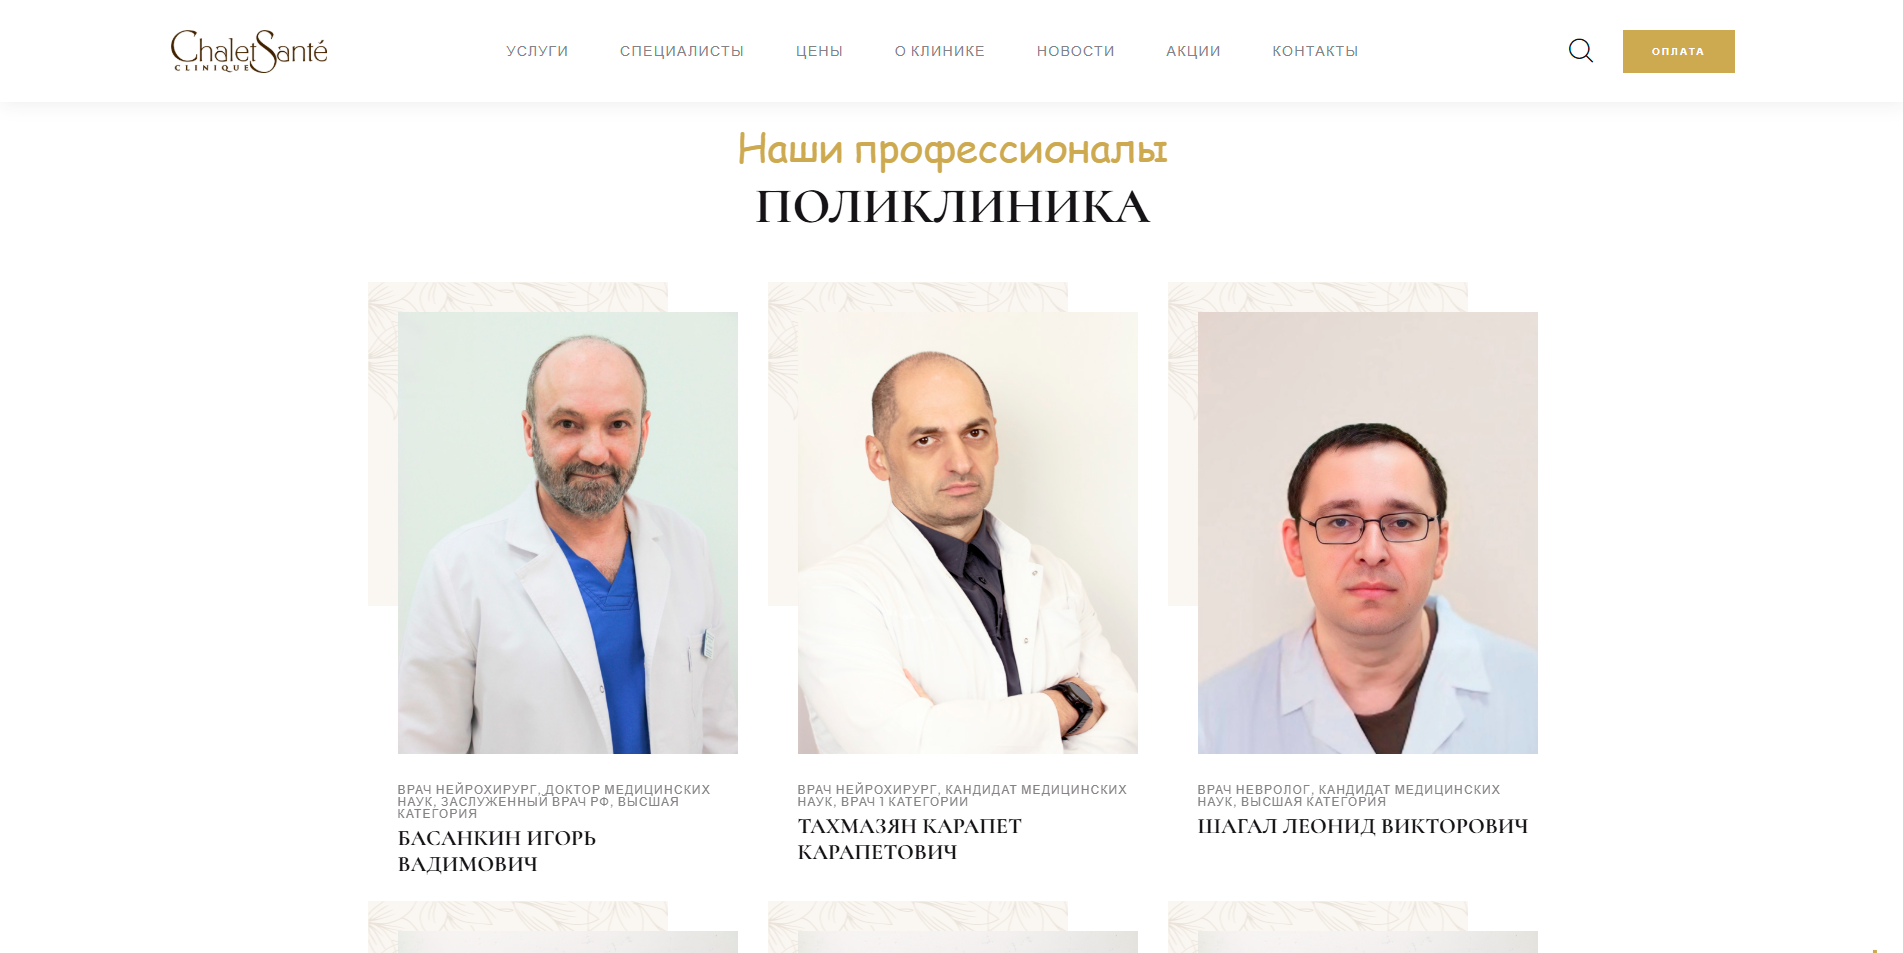 ChaletSanté
CLINIQUE
УСЛУГИ
СПЕЦИАЛИСТЫ
ЦЕНЫ
О КЛИНИКЕ
НОВОСТИ
АКЦИИ
КОНТАКТЫ
ОПЛАТА
Наши профессионалы
ПОЛИКЛИНИКА
ВРАЧ НЕЙРОХИРУРГ, ДОКТОР МЕДИЦИНСКИХ
НАУК, ЗАСЛУЖЕННЫЙ ВРАЧ РФ, ВЫСШАЯ
КАТЕГОРИЯ
БАСАНКИН ИГОРЬ
ВАДИМОВИЧ
ВРАЧ НЕЙРОХИРУРГ, КАНДИДАТ МЕДИЦИНСКИХ
НАУК, ВРАЧ 1 КАТЕГОРИИ
ТАХМАЗЯН КАРАПЕТ
КАРАПЕТОВИЧ
ВРАЧ НЕВРОЛОГ, КАНДИДАТ МЕДИЦИНСКИХ
НАУК, ВЫСШАЯ КАТЕГОРИЯ
ШАГАЛ ЛЕОНИД ВИКТОРОВИЧ